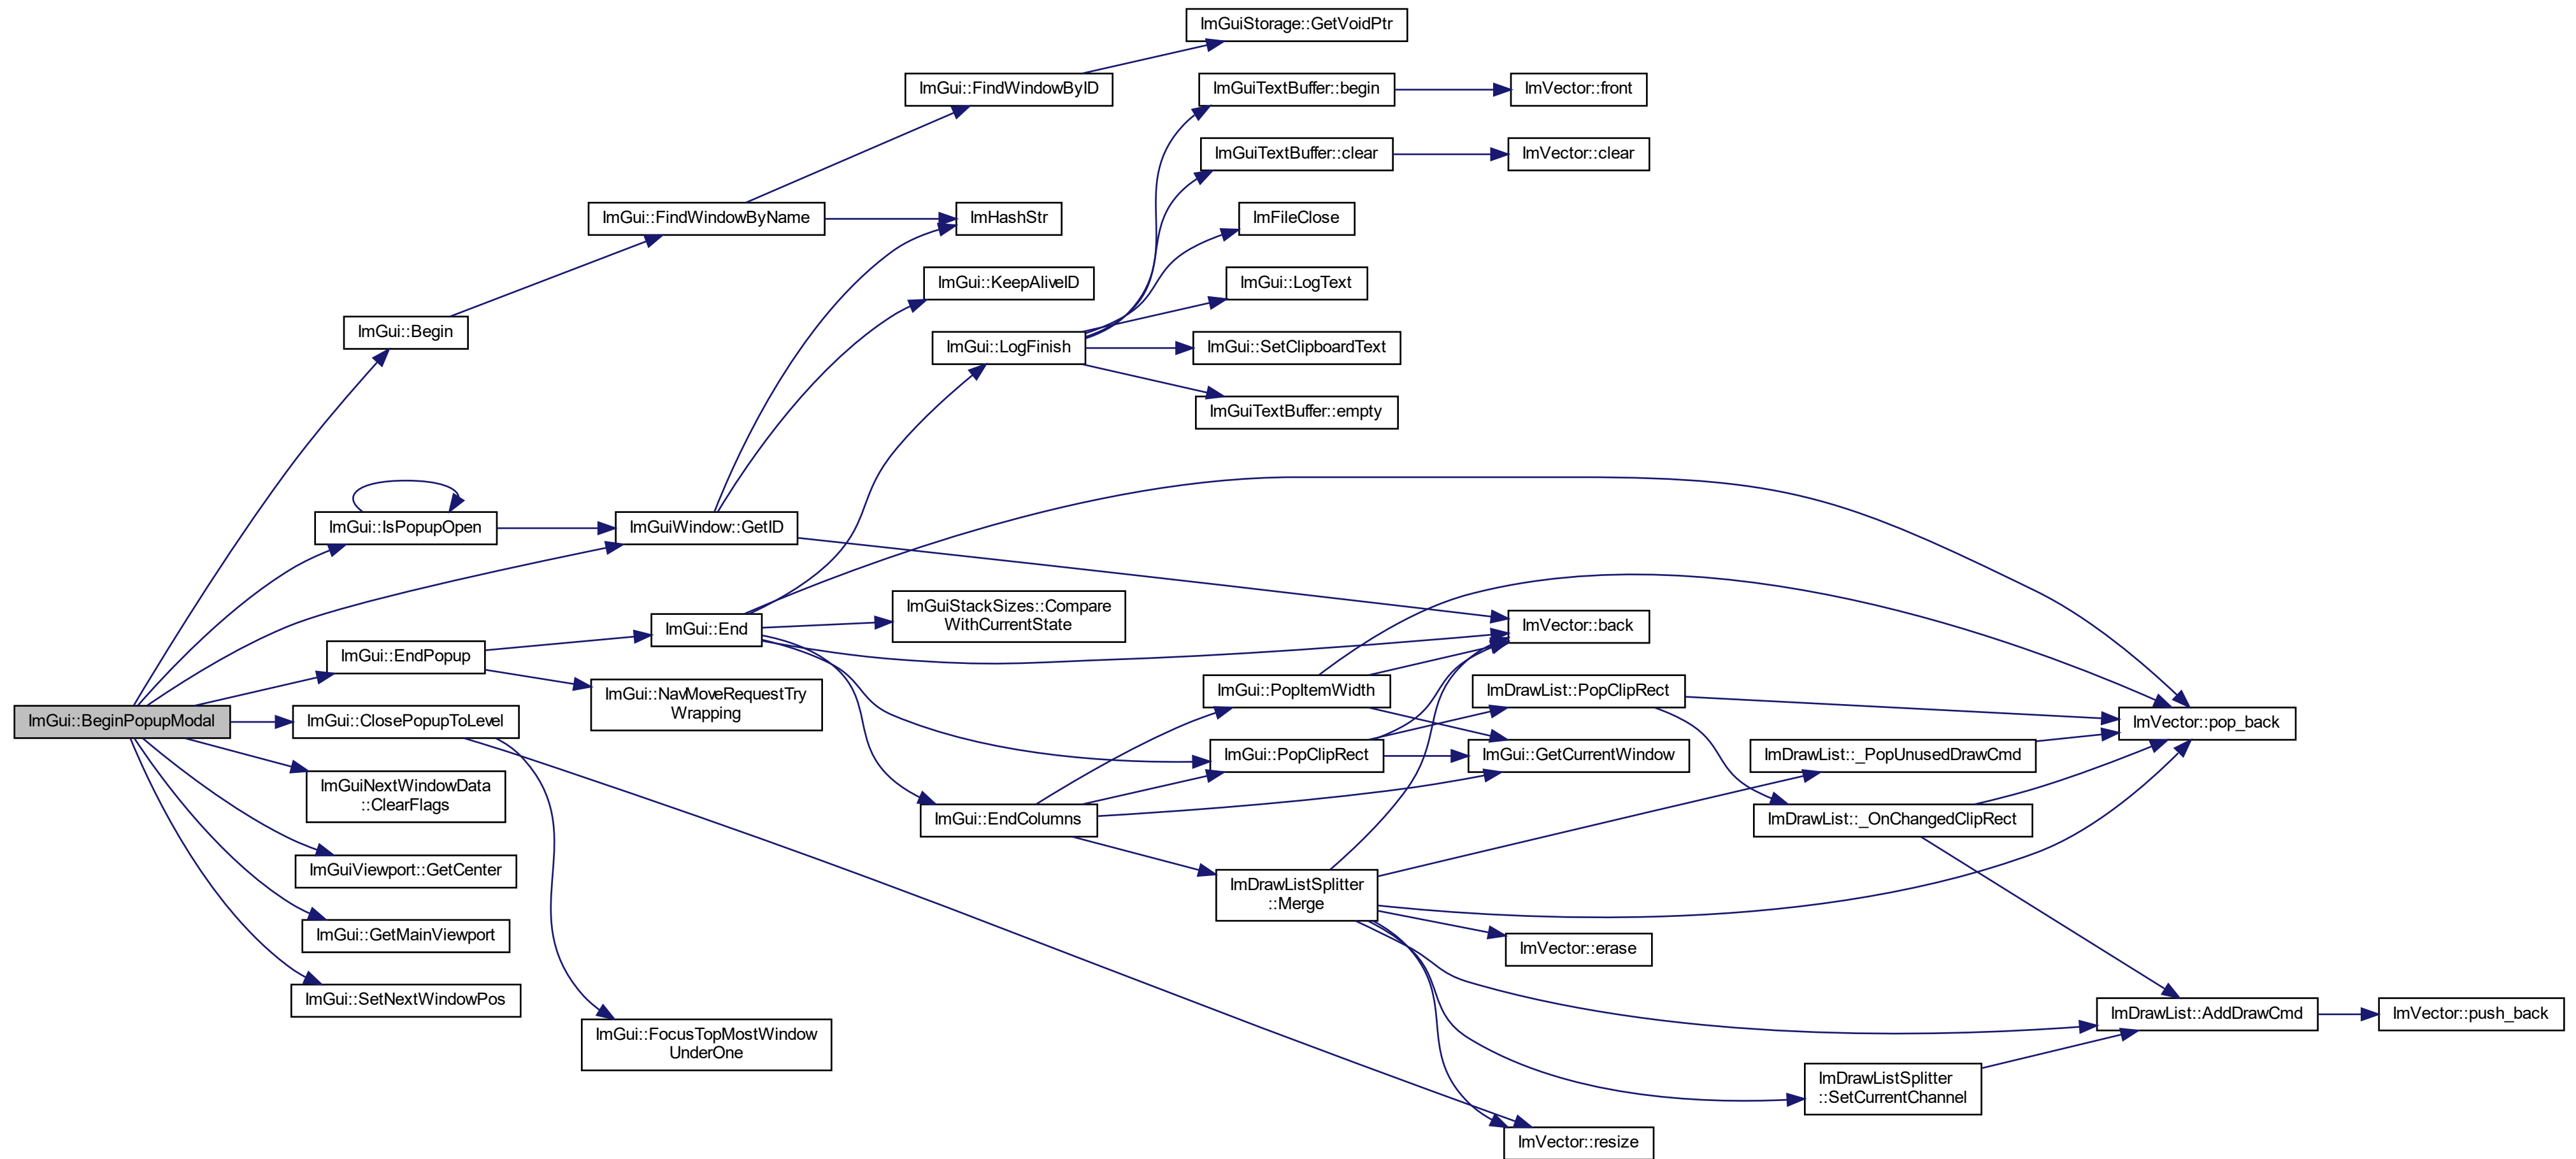 ImGuiStorage::GetVoidPtr
ImGui::FindWindowByID
ImGuiTextBuffer::begin
ImVector::front
ImGuiTextBuffer::clear
ImVector::clear
ImGui::FindWindowByName
ImHashStr
ImFileClose
ImGui::KeepAliveID
ImGui::LogText
ImGui::Begin
ImGui::LogFinish
ImGui::SetClipboardText
ImGuiTextBuffer::empty
ImGui::IsPopupOpen
ImGuiWindow::GetID
ImGui::EndPopup
ImGui::End
ImGuiStackSizes::Compare
WithCurrentState
ImVector::back
ImGui::NavMoveRequestTry
Wrapping
ImGui::PopItemWidth
ImDrawList::PopClipRect
ImGui::BeginPopupModal
ImGui::ClosePopupToLevel
ImVector::pop_back
ImGui::PopClipRect
ImGui::GetCurrentWindow
ImDrawList::_PopUnusedDrawCmd
ImGuiNextWindowData
::ClearFlags
ImGui::EndColumns
ImDrawList::_OnChangedClipRect
ImGuiViewport::GetCenter
ImDrawListSplitter
::Merge
ImGui::GetMainViewport
ImVector::erase
ImGui::SetNextWindowPos
ImDrawList::AddDrawCmd
ImVector::push_back
ImGui::FocusTopMostWindow
UnderOne
ImDrawListSplitter
::SetCurrentChannel
ImVector::resize